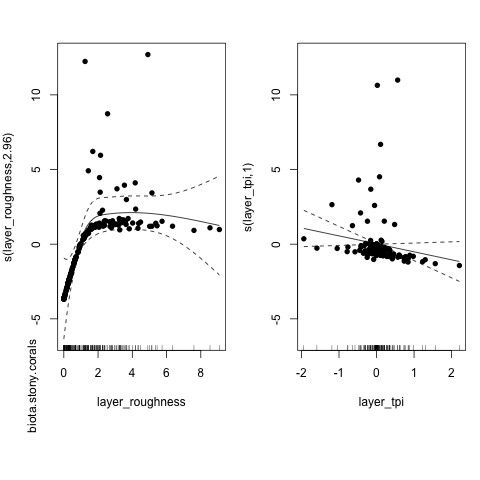 s(layer_roughness,2.96)
10
5
0
-5
0 2 4 6 8
layer_roughness
biota.stony.corals
s(layer_tpi,1)
10
5
0
-5
-2 -1 0 1 2
layer_tpi